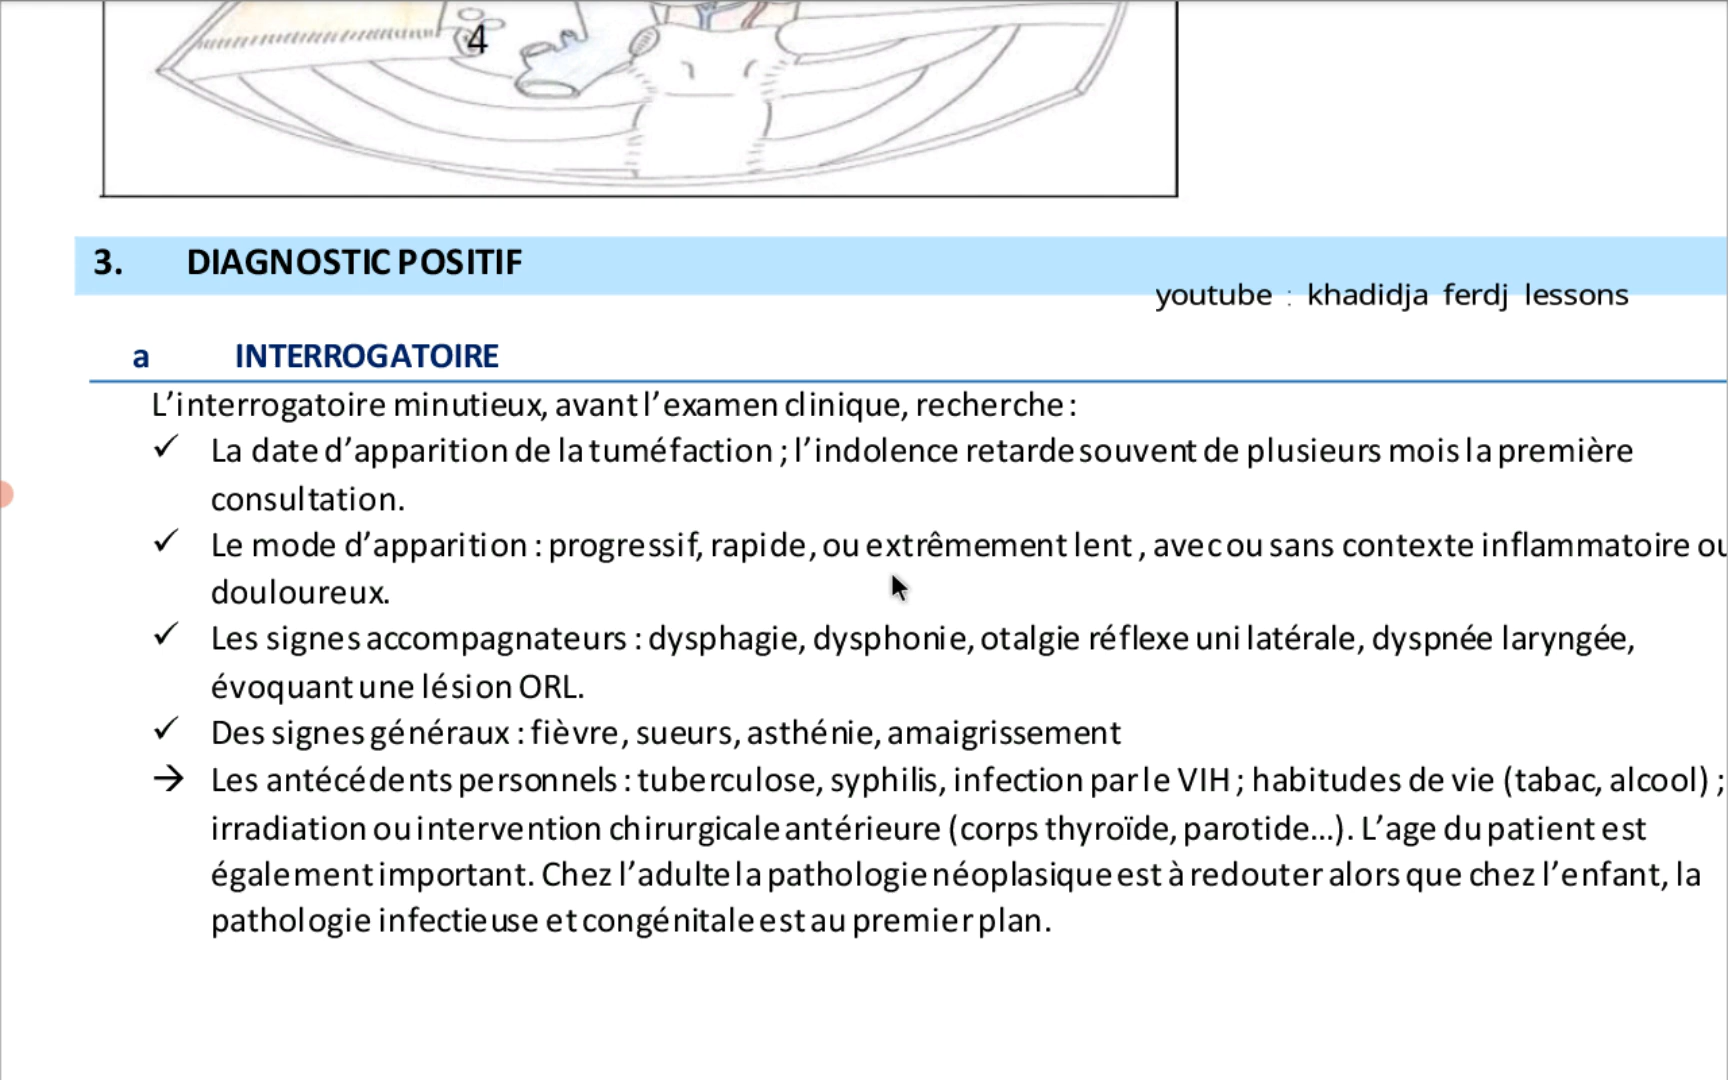 4
3. DIAGNOSTIC POSITIF
youtube : khadidja ferdj lessons
a INTERROGATOIRE
L’interrogatoire minutieux, avant l’examen clinique, recherche :
✓ La date d’apparition de la tuméfaction ; l’indolence retarde souvent de plusieurs mois la première
consultation.
✓ Le mode d’apparition : progressif, rapide, ou extrêmement lent , avec ou sans contexte inflammatoire ou
douloureux.
✓ Les signes accompagnateurs : dysphagie, dysphonie, otalgie réflexe unilatérale, dyspnée laryngée,
évoquant une lésion ORL.
✓ Des signes généraux : fièvre, sueurs, asthénie, amaigrissement
→ Les antécédents personnels : tuberculose, syphilis, infection par le VIH ; habitudes de vie (tabac, alcool) ;
irradiation ou intervention chirurgicale antérieure (corps thyroïde, parotide…). L’age du patient est
également important. Chez l’adulte la pathologie néoplasique est à redouter alors que chez l’enfant, la
pathologie infectieuse et congénitale est au premier plan.